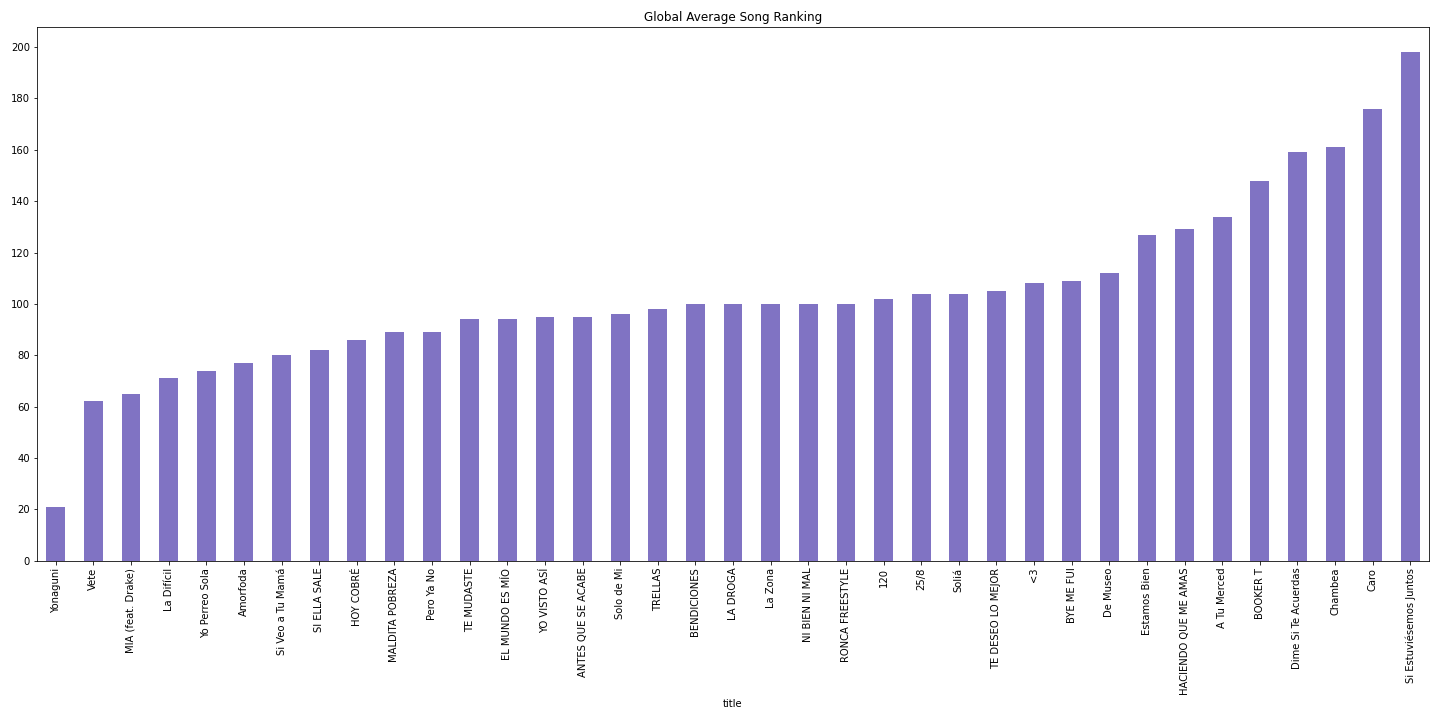 Global Average Song Ranking
200
180
160
140
120
100
80
60
40
20
0
Yonaguni
Vete
MIA (feat. Drake)
La Difícil
Yo Perreo Sola
Amorfoda
Si Veo a Tu Mamá
SI ELLA SALE
HOY COBRÉ
MALDITA POBREZA
Pero Ya No
TE MUDASTE
EL MUNDO ES MÍO
YO VISTO ASÍ
ANTES QUE SE ACABE
Solo de Mi
TRELLAS
BENDICIONES
LA DROGA
La Zona
NI BIEN NI MAL
RONCA FREESTYLE
120
25/8
Soliá
TE DESEO LO MEJOR
<3
BYE ME FUI
De Museo
Estamos Bien
HACIENDO QUE ME AMAS
A Tu Merced
BOOKER T
Dime Si Te Acuerdas
Chambea
Caro
Si Estuviésemos Juntos
title